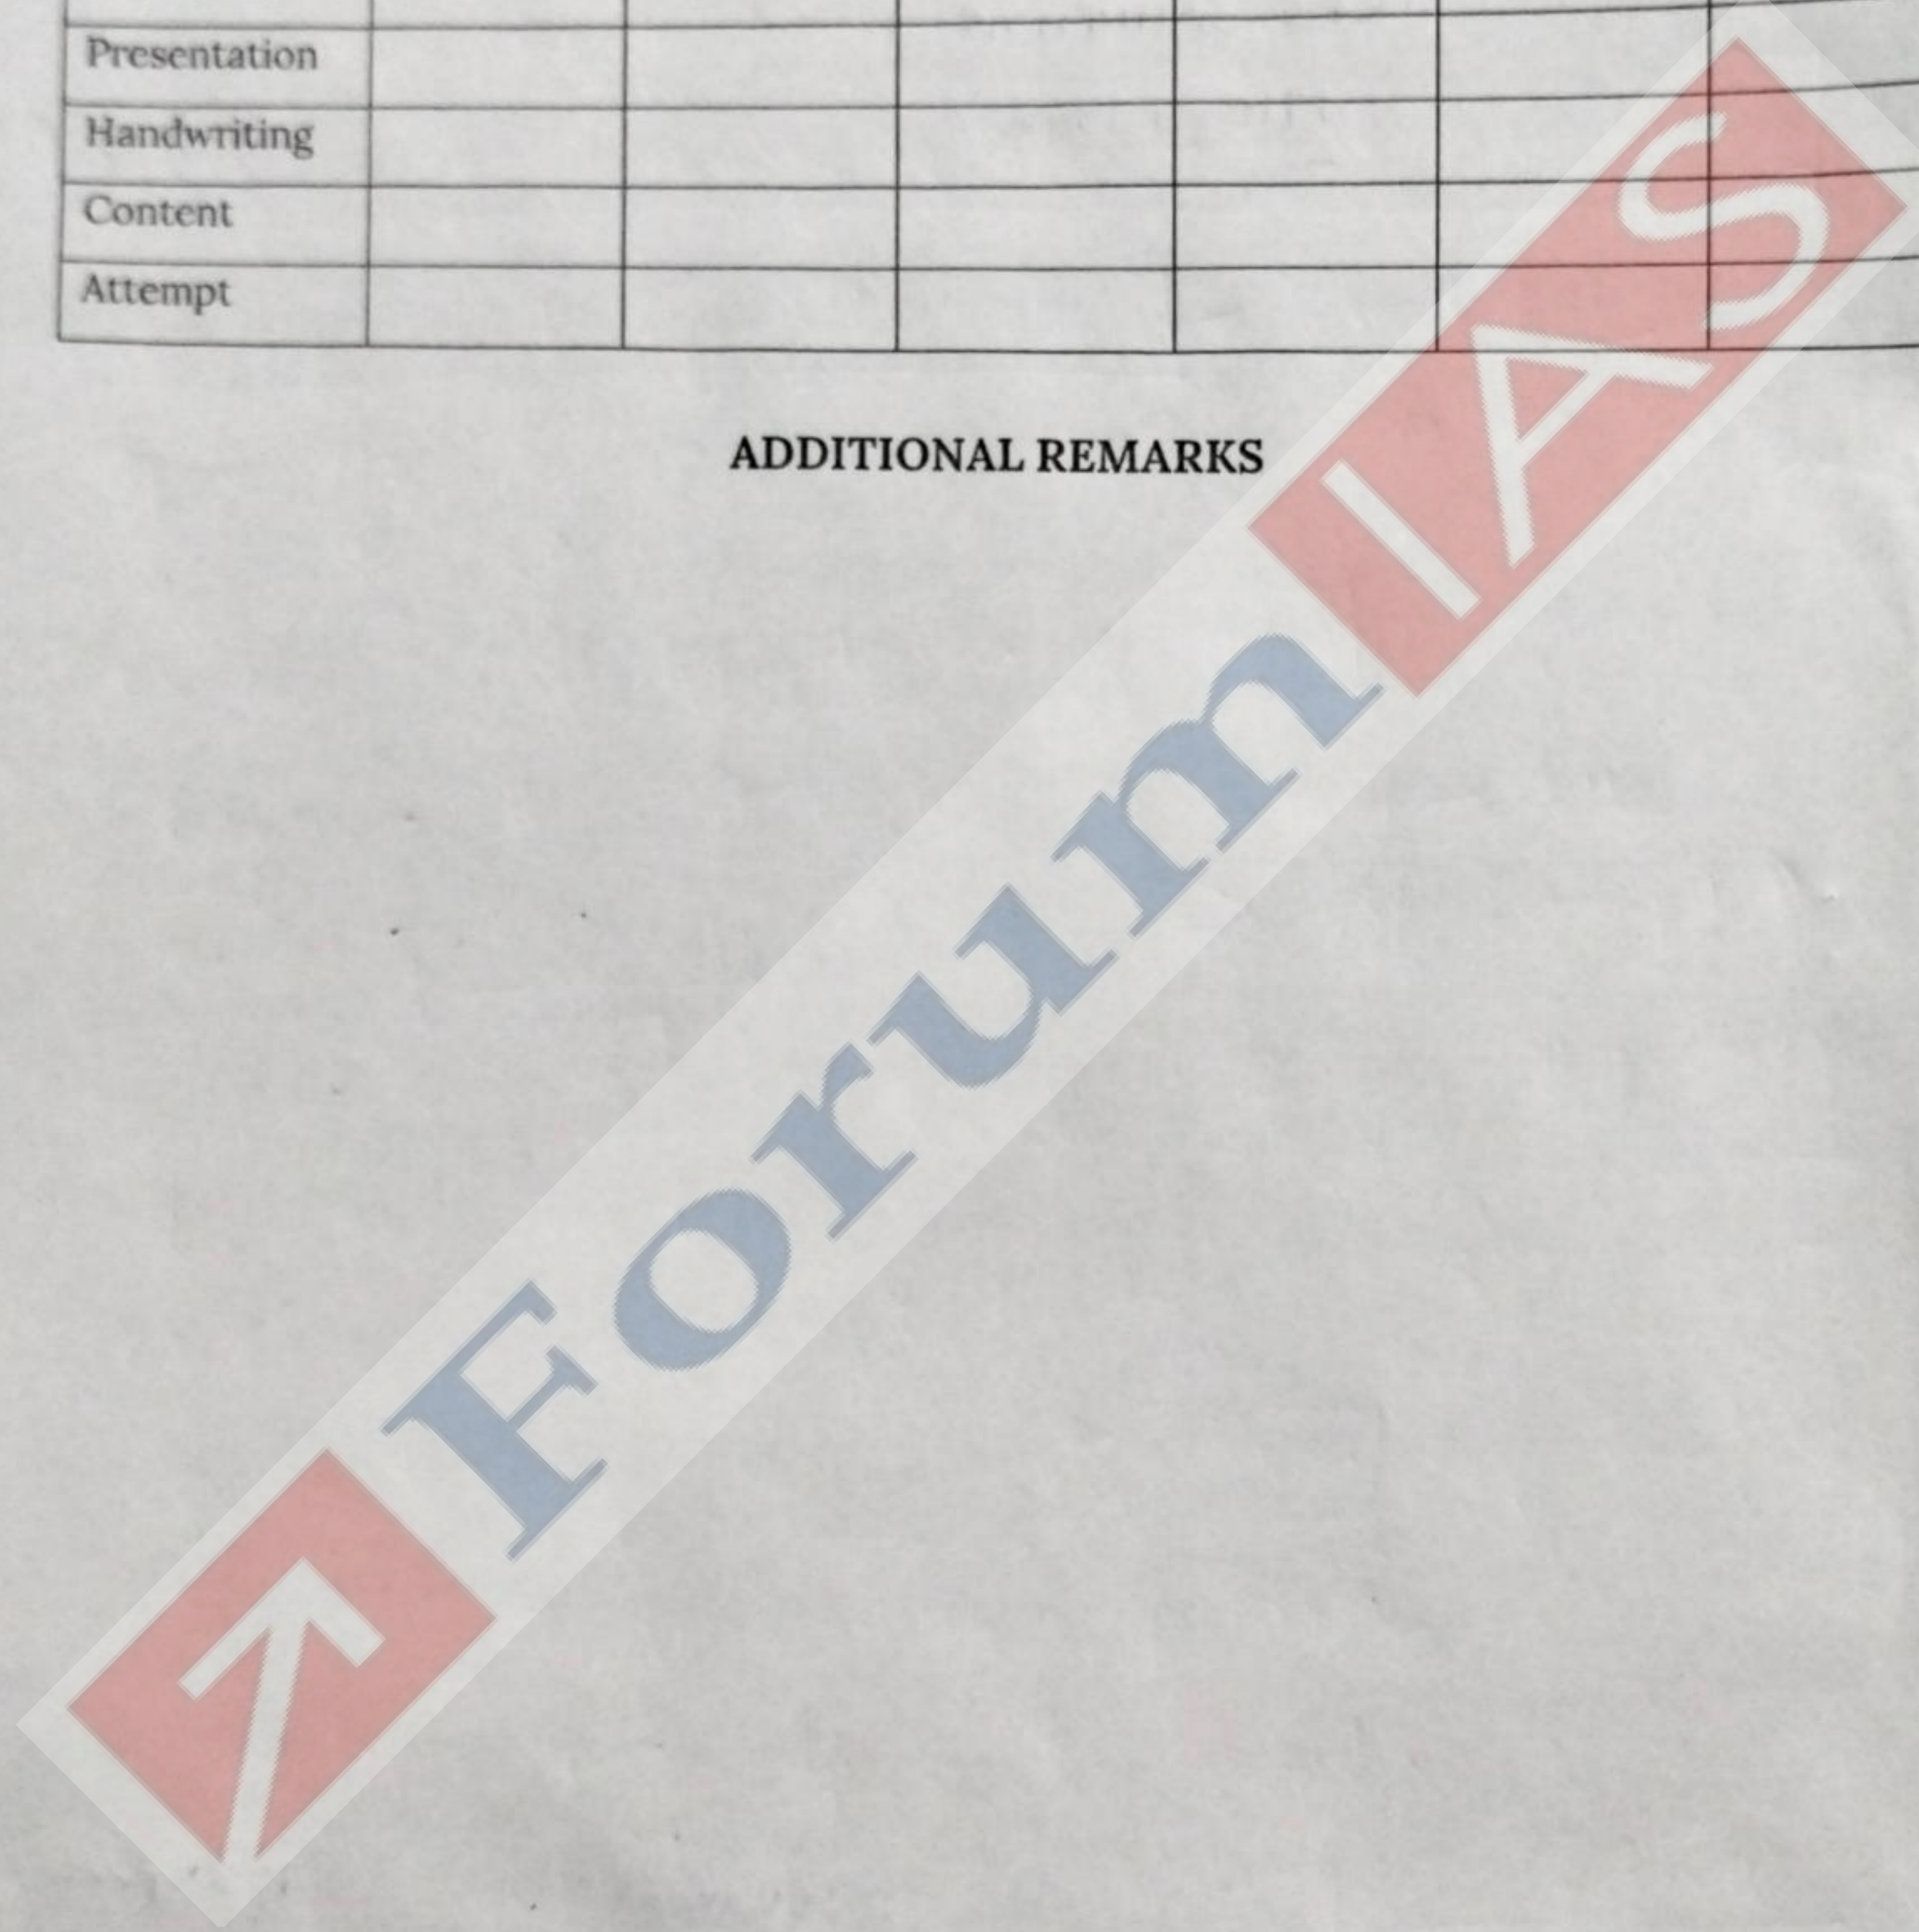 Presentation
Handwriting
Content
Attempt
ADDITIONAL REMARKS
ForumIAS